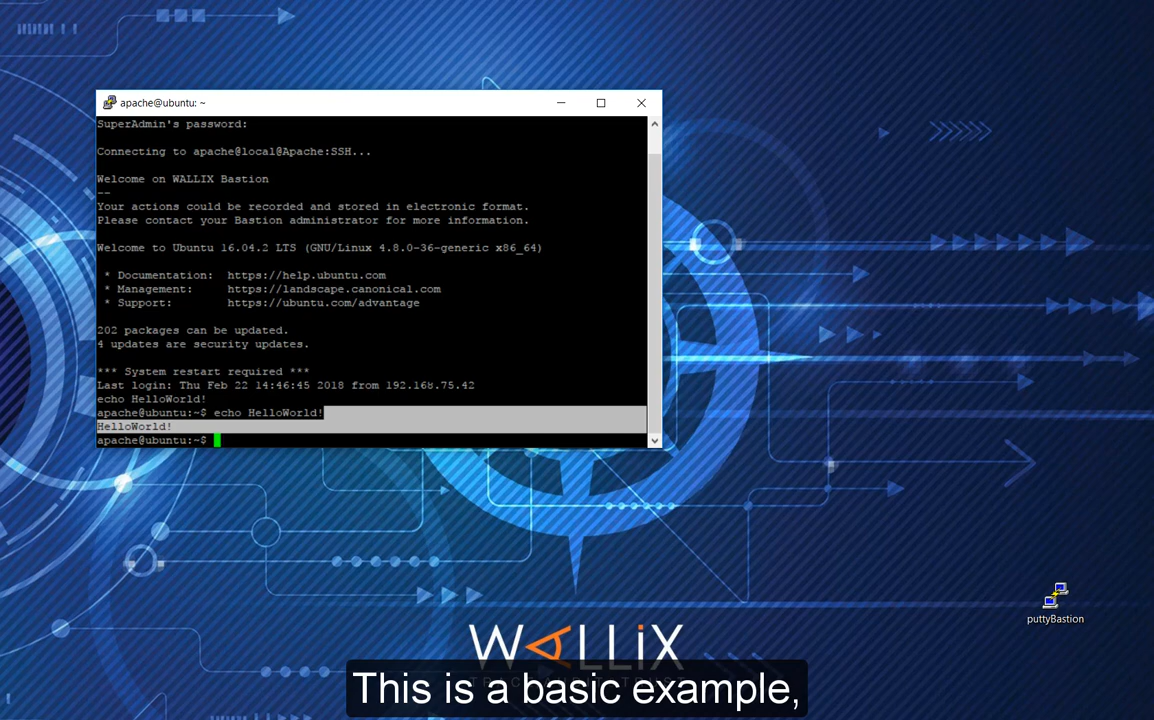 apache@ubuntu: ~
SuperAdmin's password:
Connecting to apache@local@Apache:SSH...
Welcome on WALLIX Bastion
--
Your actions could be recorded and stored in electronic format.
Please contact your Bastion administrator for more information.
Welcome to Ubuntu 16.04.2 LTS (GNU/Linux 4.8.0-36-generic x86_64)
* Documentation: https://help.ubuntu.com
* Management: https://landscape.canonical.com
* Support: https://ubuntu.com/advantage
202 packages can be updated.
4 updates are security updates.
*** System restart required ***
Last login: Thu Feb 22 14:46:45 2018 from 192.168.75.42
echo HelloWorld!
apache@ubuntu:~$ echo HelloWorld!
HelloWorld!
apache@ubuntu:~$
puttyBastion
WALLiX
This is a basic example,